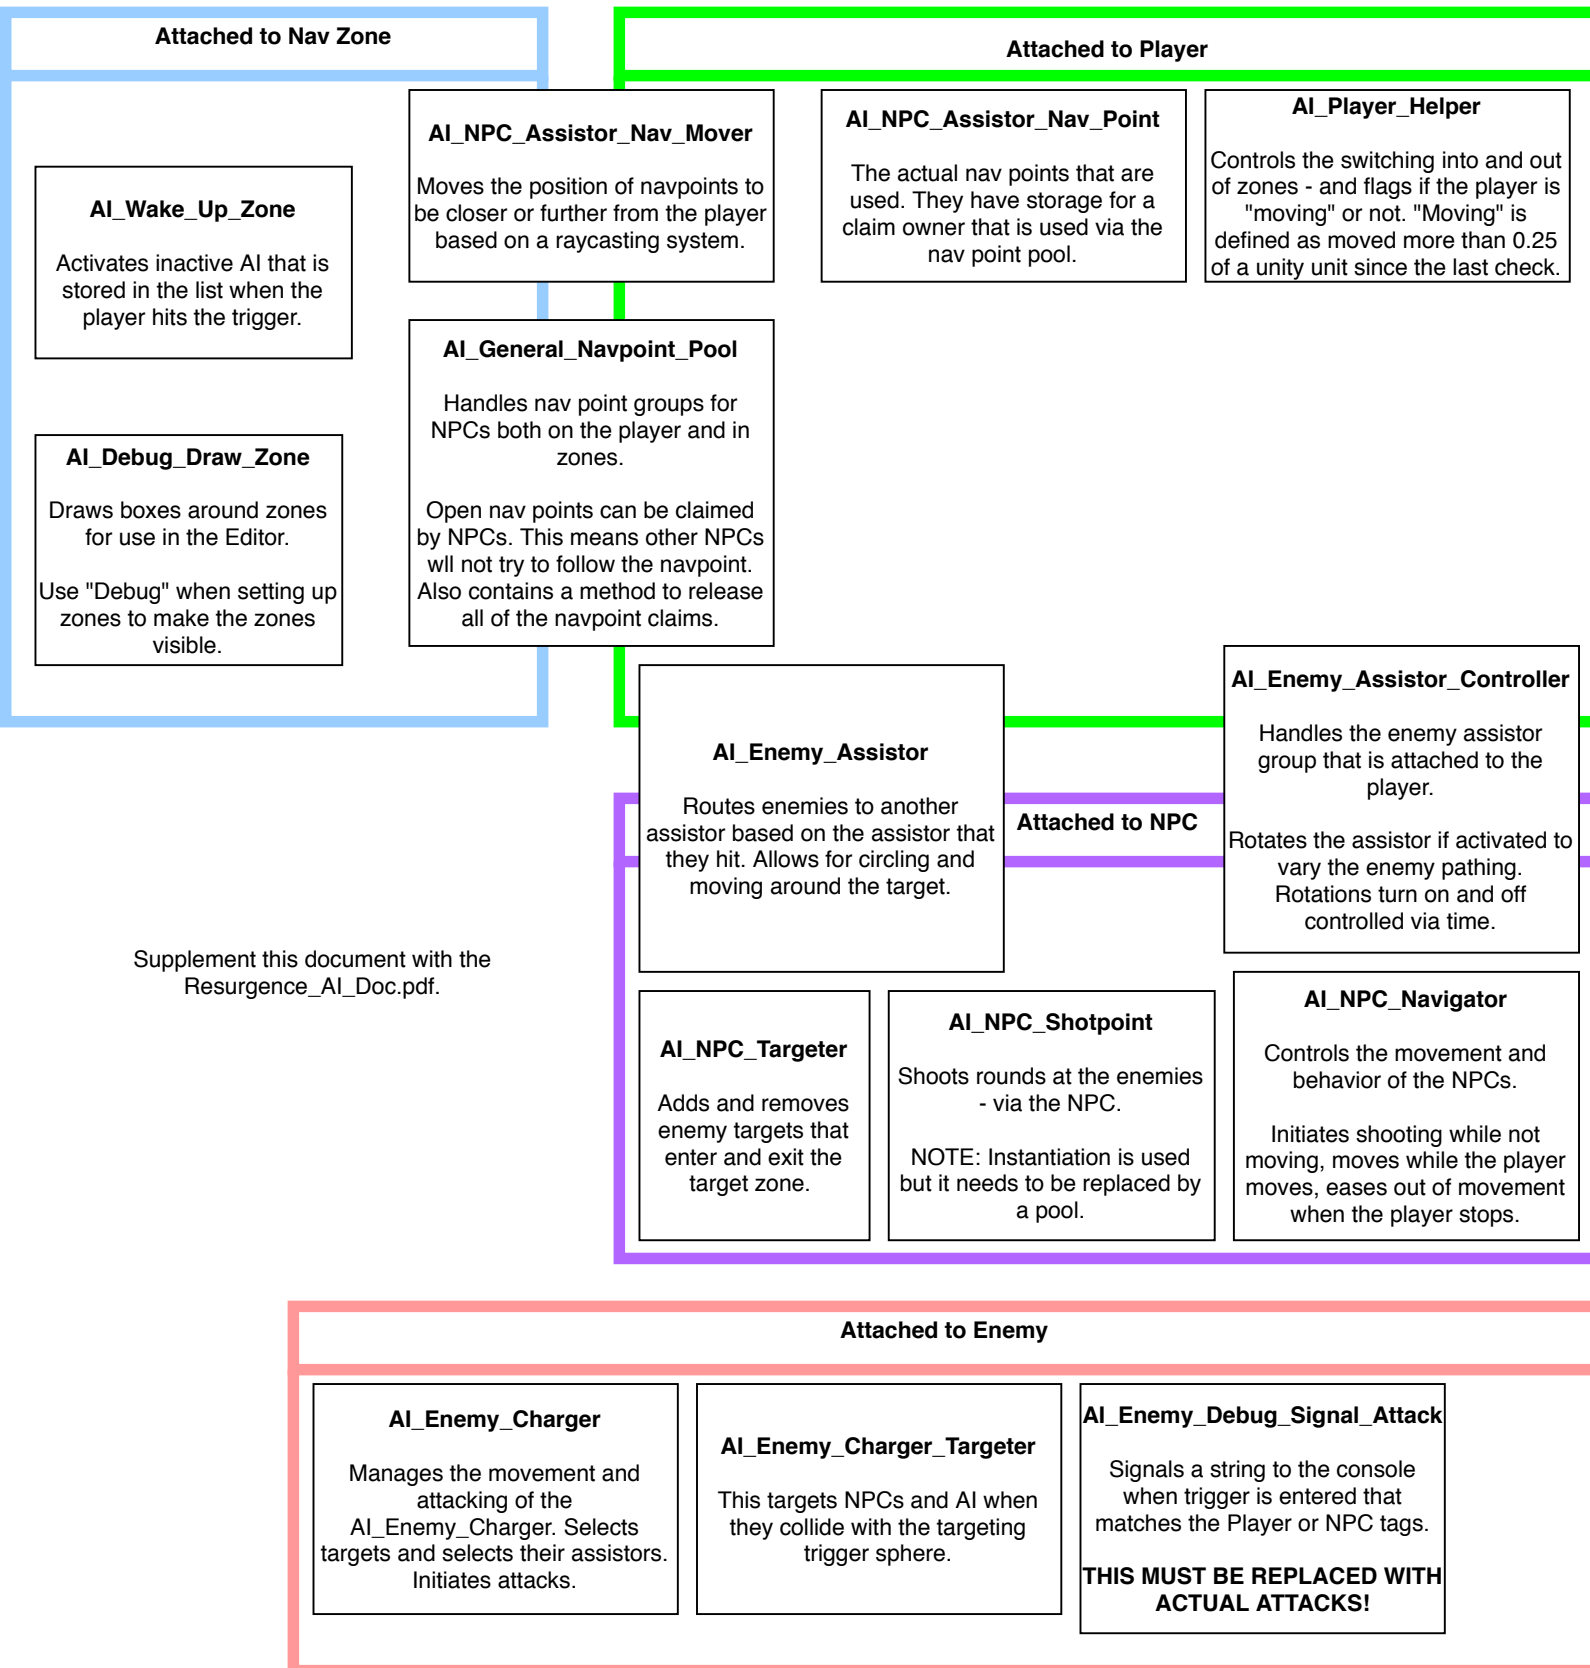 Attached to Nav Zone
Attached to Player
AI_NPC_Assistor_Nav_Mover
Moves the position of navpoints to
be closer or further from the player
based on a raycasting system.
AI_NPC_Assistor_Nav_Point
The actual nav points that are
used. They have storage for a
claim owner that is used via the
nav point pool.
AI_Player_Helper
Controls the switching into and out
of zones - and flags if the player is
"moving" or not. "Moving" is
defined as moved more than 0.25
of a unity unit since the last check.
AI_Wake_Up_Zone
Activates inactive AI that is
stored in the list when the
player hits the trigger.
AI_General_Navpoint_Pool
Handles nav point groups for
NPCs both on the player and in
zones.
Open nav points can be claimed
by NPCs. This means other NPCs
wll not try to follow the navpoint.
Also contains a method to release
all of the navpoint claims.
AI_Debug_Draw_Zone
Draws boxes around zones
for use in the Editor.
Use "Debug" when setting up
zones to make the zones
visible.
AI_Enemy_Assistor
Routes enemies to another
assistor based on the assistor that
they hit. Allows for circling and
moving around the target.
Attached to NPC
AI_Enemy_Assistor_Controller
Handles the enemy assistor
group that is attached to the
player.
Rotates the assistor if activated to
vary the enemy pathing.
Rotations turn on and off
controlled via time.
Supplement this document with the
Resurgence_AI_Doc.pdf.
AI_NPC_Targeter
Adds and removes
enemy targets that
enter and exit the
target zone.
AI_NPC_Shotpoint
Shoots rounds at the enemies
- via the NPC.
NOTE: Instantiation is used
but it needs to be replaced by
a pool.
AI_NPC_Navigator
Controls the movement and
behavior of the NPCs.
Initiates shooting while not
moving, moves while the player
moves, eases out of movement
when the player stops.
Attached to Enemy
AI_Enemy_Charger
Manages the movement and
attacking of the
AI_Enemy_Charger. Selects
targets and selects their assistors.
Initiates attacks.
AI_Enemy_Charger_Targeter
This targets NPCs and AI when
they collide with the targeting
trigger sphere.
AI_Enemy_Debug_Signal_Attack
Signals a string to the console
when trigger is entered that
matches the Player or NPC tags.
THIS MUST BE REPLACED WITH
ACTUAL ATTACKS!